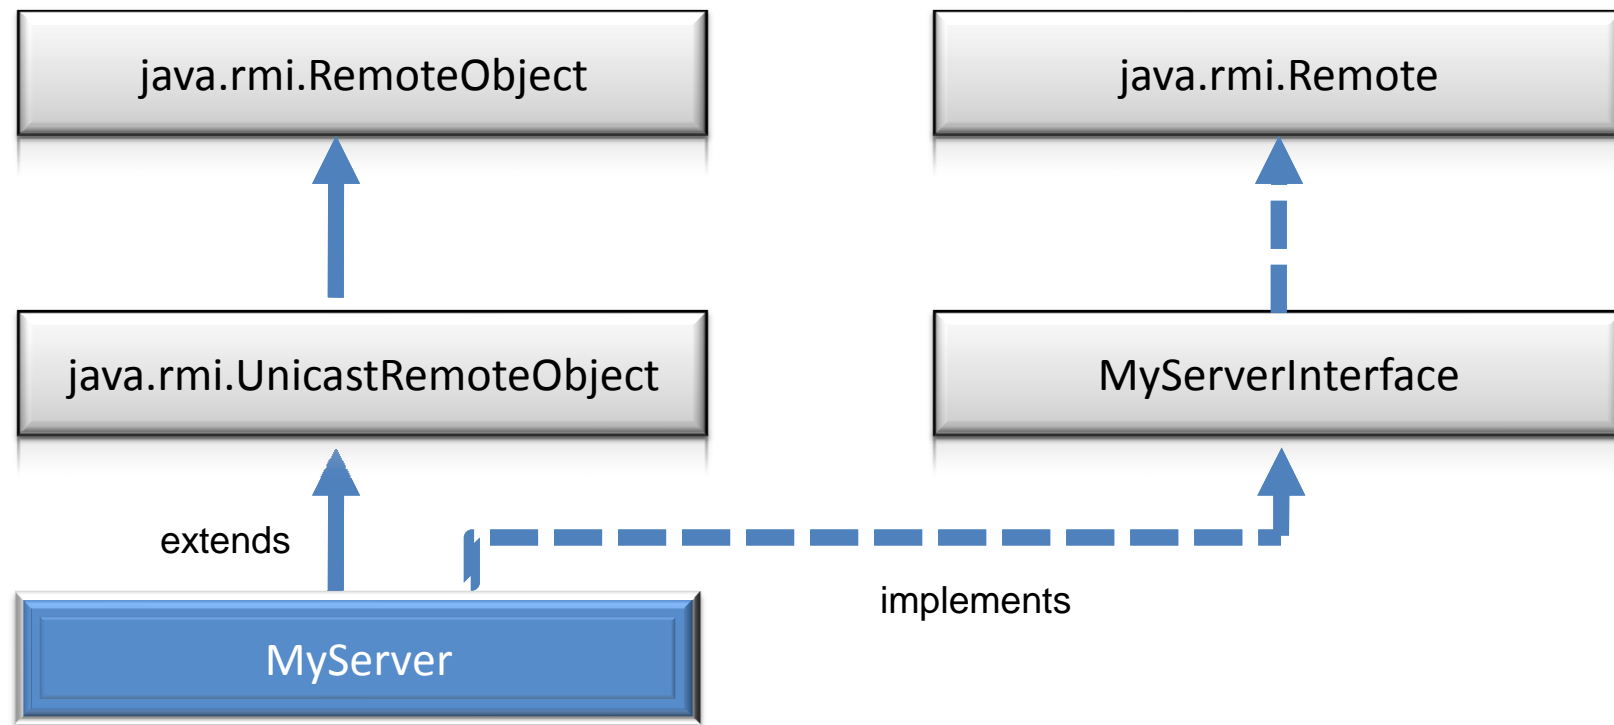 java.rmi.RemoteObject
java.rmi.Remote
java.rmi.UnicastRemoteObject
MyServerInterface
extends
implements
MyServer